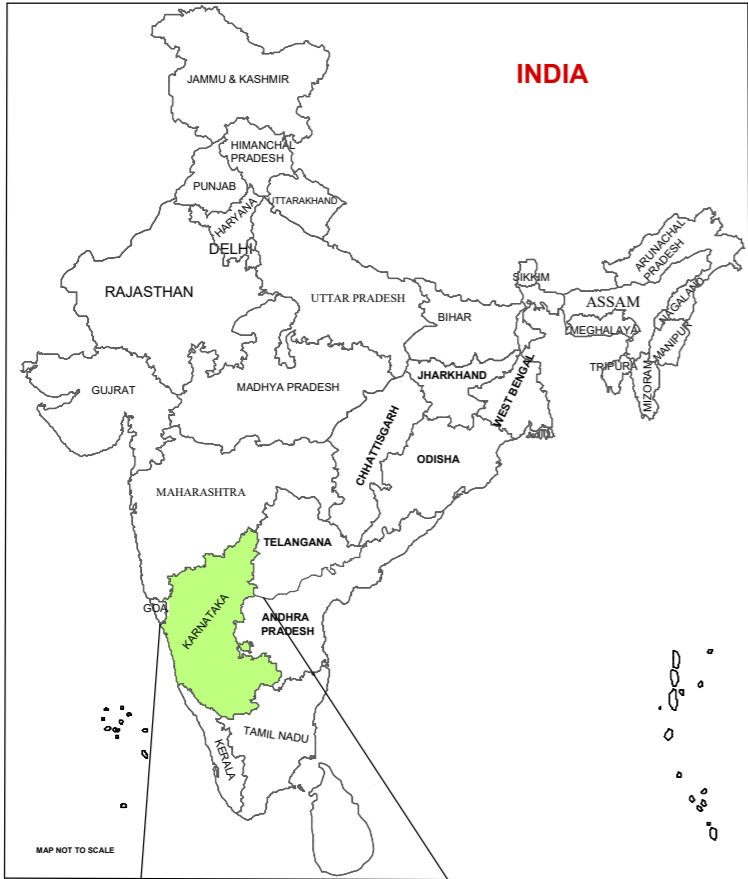 INDIA
JAMMU & KASHMIR
HIMANCHAL
PRADESH
PUNJAB
UTTARAKHAND
HARYANA
DELHI
RAJASTHAN
UTTAR PRADESH
BIHAR
SIKKIM
ASSAM
ARUNACHAL
PRADESH
NAGALAND
MEGHALAYA
MANIPUR
TRIPURA
MIZORAM
GUJRAT
MADHYA PRADESH
JHARKHAND
WEST BENGAL
CHHATTISGARH
ODISHA
MAHARASHTRA
TELANGANA
GOA
KARNATAKA
ANDHRA
PRADESH
TAMIL NADU
KERALA
MAP NOT TO SCALE